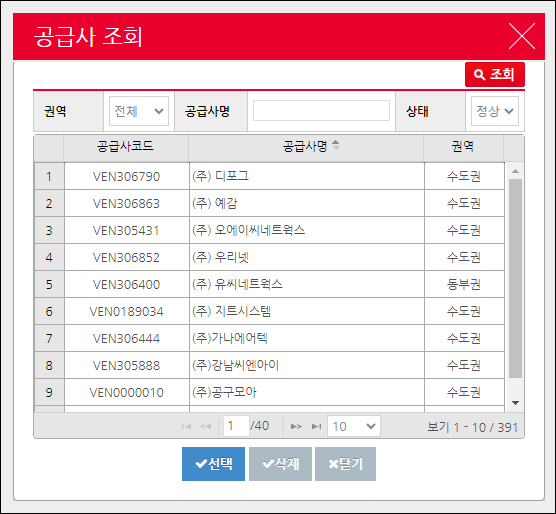 공급사 조회
조회
권역 전체 공급사명 상태 정상
공급사코드 공급사명 권역
1 VEN306790 (주) 디포그 수도권
2 VEN306863 (주) 예감 수도권
3 VEN305431 (주) 오에이씨네트웍스 수도권
4 VEN306852 (주) 우리넷 수도권
5 VEN306400 (주) 유씨네트웍스 동부권
6 VEN0189034 (주) 지트시스템 수도권
7 VEN306444 (주)가나에어텍 수도권
8 VEN305888 (주)강남씨엔아이 수도권
9 VEN0000010 (주)공구모아 수도권
1 /40 10 보기 1 - 10 / 391
선택 삭제 닫기